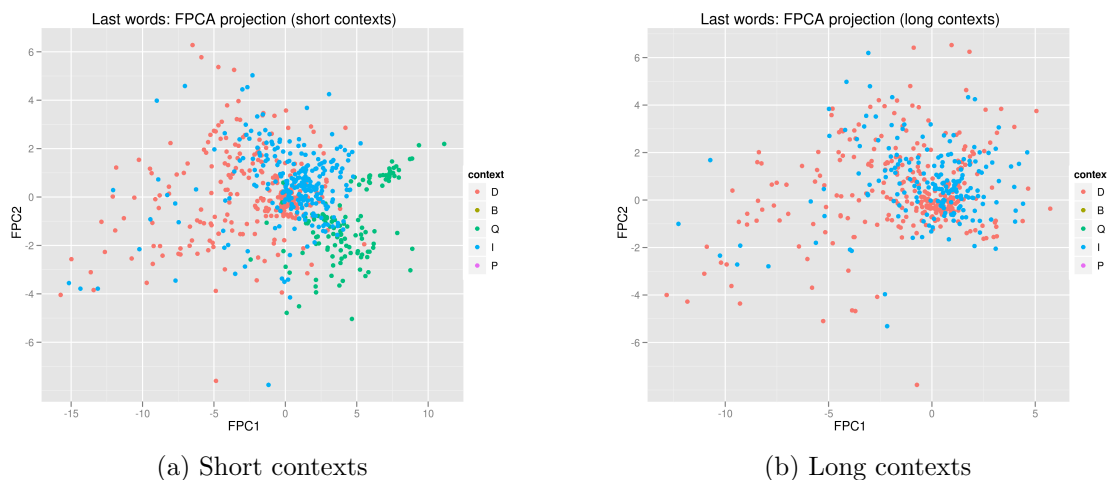 Last words: FPCA projection (short contexts)
6
4
2
0
-2
-4
-6
FPC2
-15
-10
-5
0
5
10
FPC1
context
D
B
Q
I
P
(a) Short contexts
Last words: FPCA projection (long contexts)
6
4
2
0
-2
-4
-6
FPC2
-10
-5
0
5
FPC1
contex
D
B
Q
I
P
(b) Long contexts